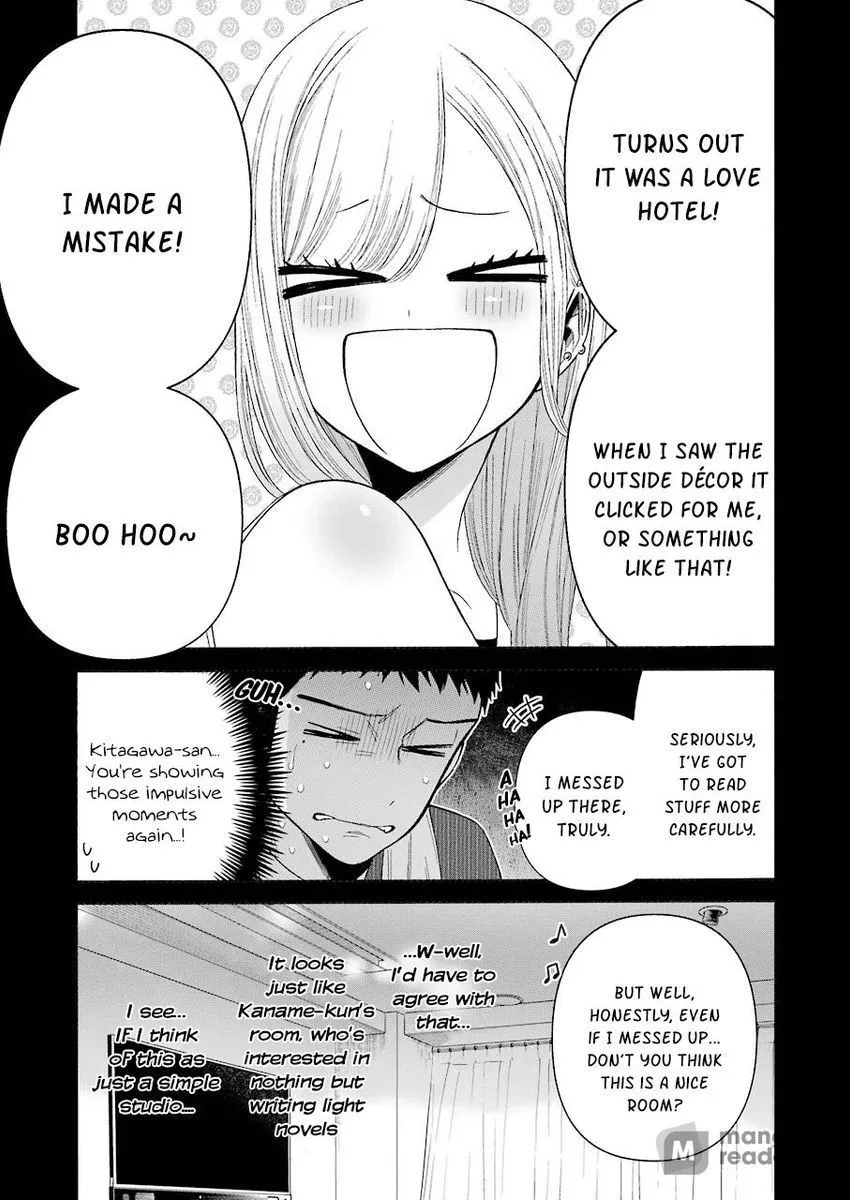 TURNS OUT
IT WAS A LOVE
HOTEL!
WHEN I SAW THE
OUTSIDE DÉCOR IT
CLICKED FOR ME,
OR SOMETHING
LIKE THAT!
I MADE A
MISTAKE!
BOO HOO~
SERIOUSLY,
I'VE GOT
TO READ
STUFF MORE
CAREFULLY.
I MESSED
UP THERE,
TRULY.
A
HA
HA
HA
HA!
GUH...
Kitagawa-san...
You're showing
those impulsive
moments
again...!
BUT WELL,
HONESTLY, EVEN
IF I MESSED UP...
DON'T YOU THINK
THIS IS A NICE
ROOM?
...W-well,
I'd have to
agree with
that...
It looks
just like
Kaname-kun's
room, who's
interested in
nothing but
writing light
novels
I see...
IF I think
of this as
just a simple
studio...
M